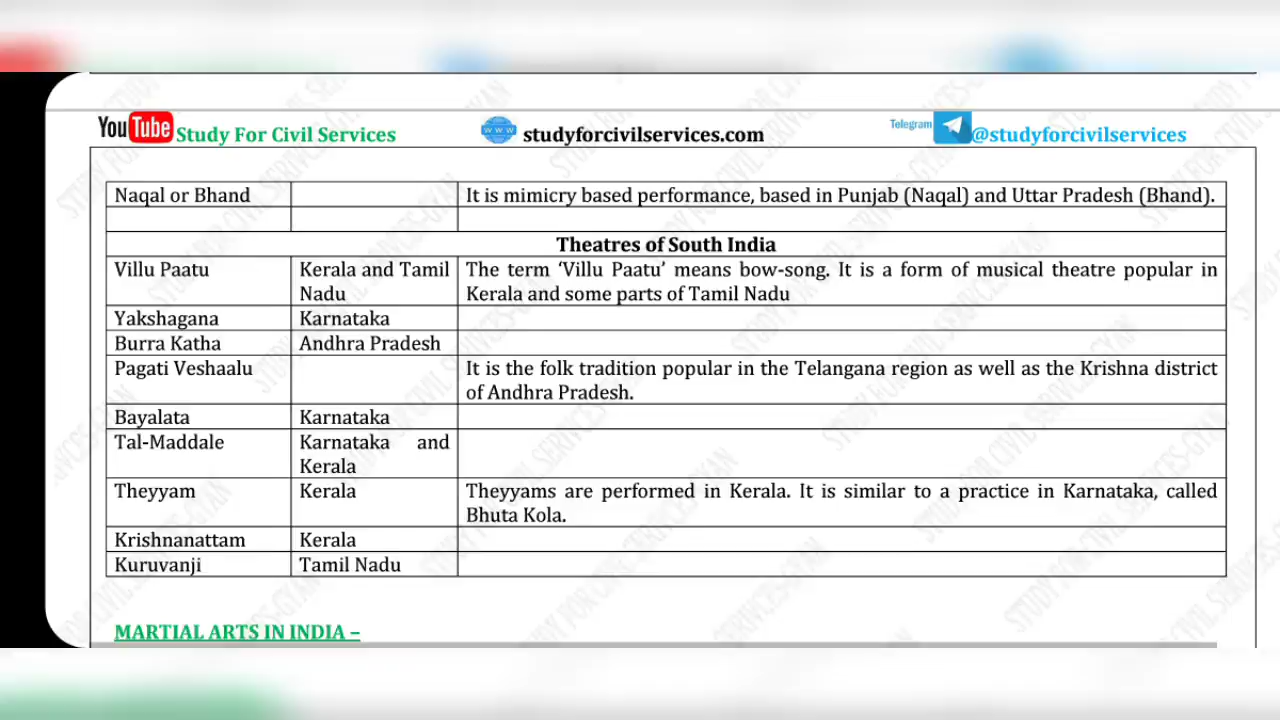 YouTube Study For Civil Services www studyforcivilservices.com Telegram @studyforcivilservices
Naqal or Bhand It is mimicry based performance, based in Punjab (Naqal) and Uttar Pradesh (Bhand).
Theatres of South India
Villu Paatu Kerala and Tamil The term ‘Villu Paatu’ means bow-song. It is a form of musical theatre popular in
Nadu Kerala and some parts of Tamil Nadu
Yakshagana Karnataka
Burra Katha Andhra Pradesh
Pagati Veshaalu It is the folk tradition popular in the Telangana region as well as the Krishna district
of Andhra Pradesh.
Bayalata Karnataka
Tal-Maddale Karnataka and
Kerala
Theyyam Kerala Theyyams are performed in Kerala. It is similar to a practice in Karnataka, called
Bhuta Kola.
Krishnanattam Kerala
Kuruvanji Tamil Nadu
MARTIAL ARTS IN INDIA –